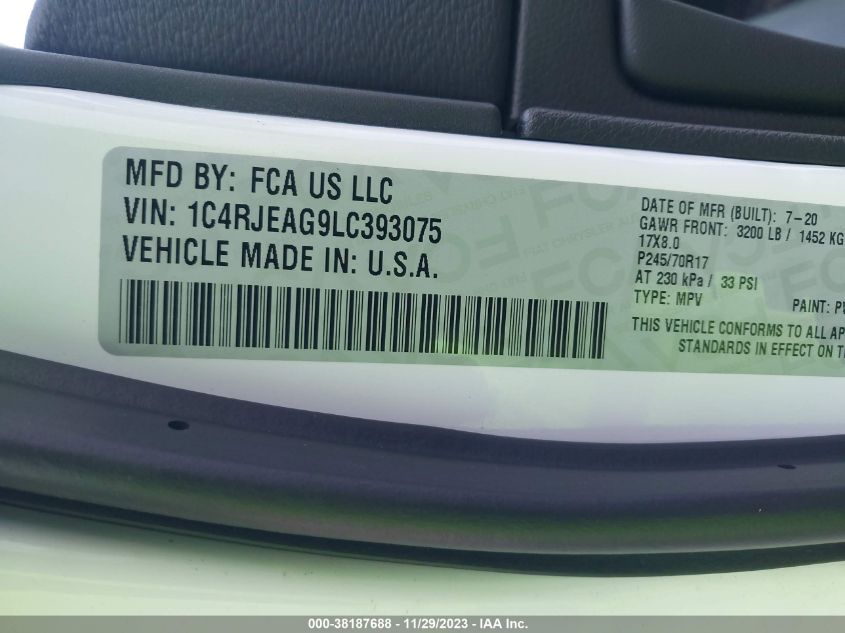 MFD BY: FCA US LLC
VIN: 1C4RJEAG9LC393075
VEHICLE MADE IN: U.S.A.
DATE OF MFR (BUILT): 7-20
GAWR FRONT: 3200 LB / 1452 KG
17X8.0
P245/70R17
AT 230 kPa / 33 PSI
TYPE: MPV PAINT:
THIS VEHICLE CONFORMS TO ALL
STANDARDS IN EFFECT ON
000-38187688 - 11/29/2023 - IAA Inc.